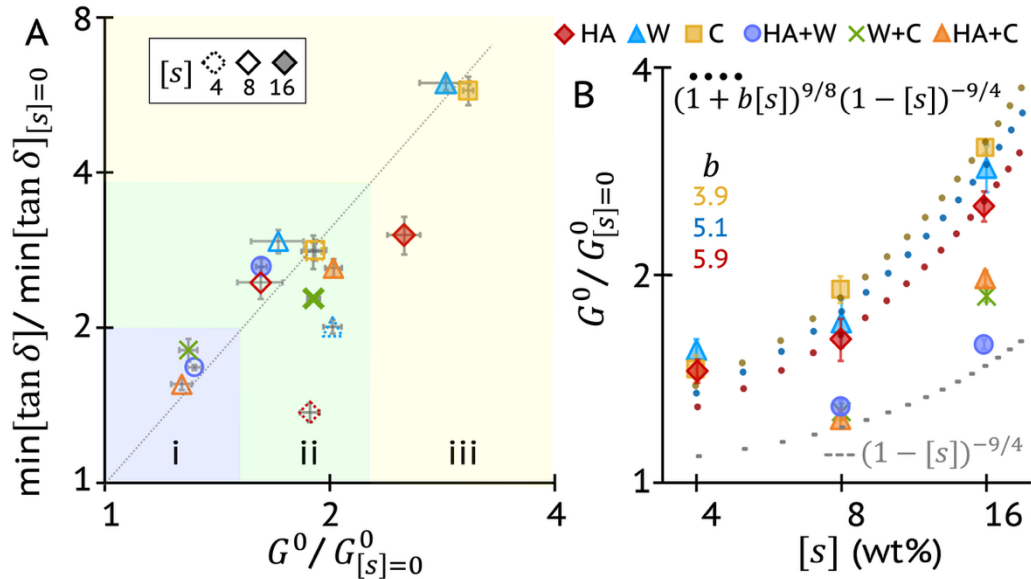 A
8
4
2
1
min[tan δ]/ min[tan δ][s]=0
[s]
4 8 16
i ii iii
1 2 4
G⁰/ G⁰[s]=0
HA W C HA+W W+C HA+C
B
4
2
1
G⁰/ G⁰[s]=0
(1 + b[s])^9/8 (1 − [s])^−9/4
b
3.9
5.1
5.9
(1 − [s])^−9/4
4 8 16
[s] (wt%)